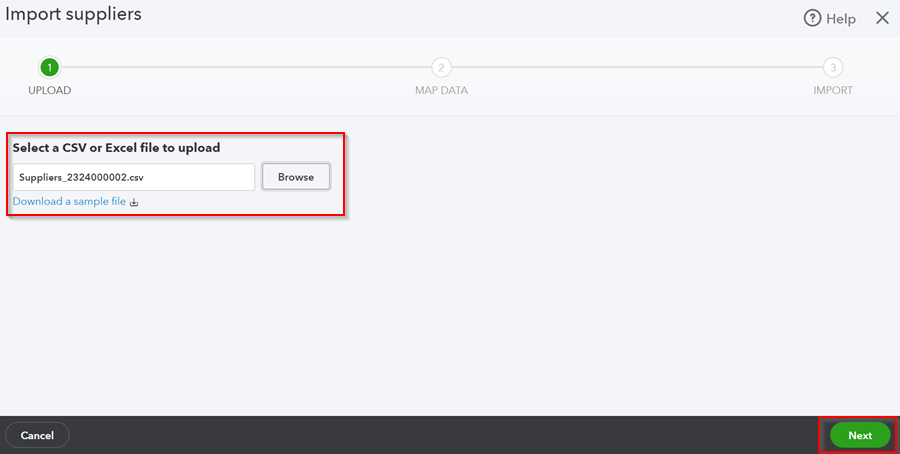 Import suppliers
? Help
1 2 3
UPLOAD MAP DATA IMPORT
Select a CSV or Excel file to upload
Suppliers_2324000002.csv Browse
Download a sample file
Cancel Next